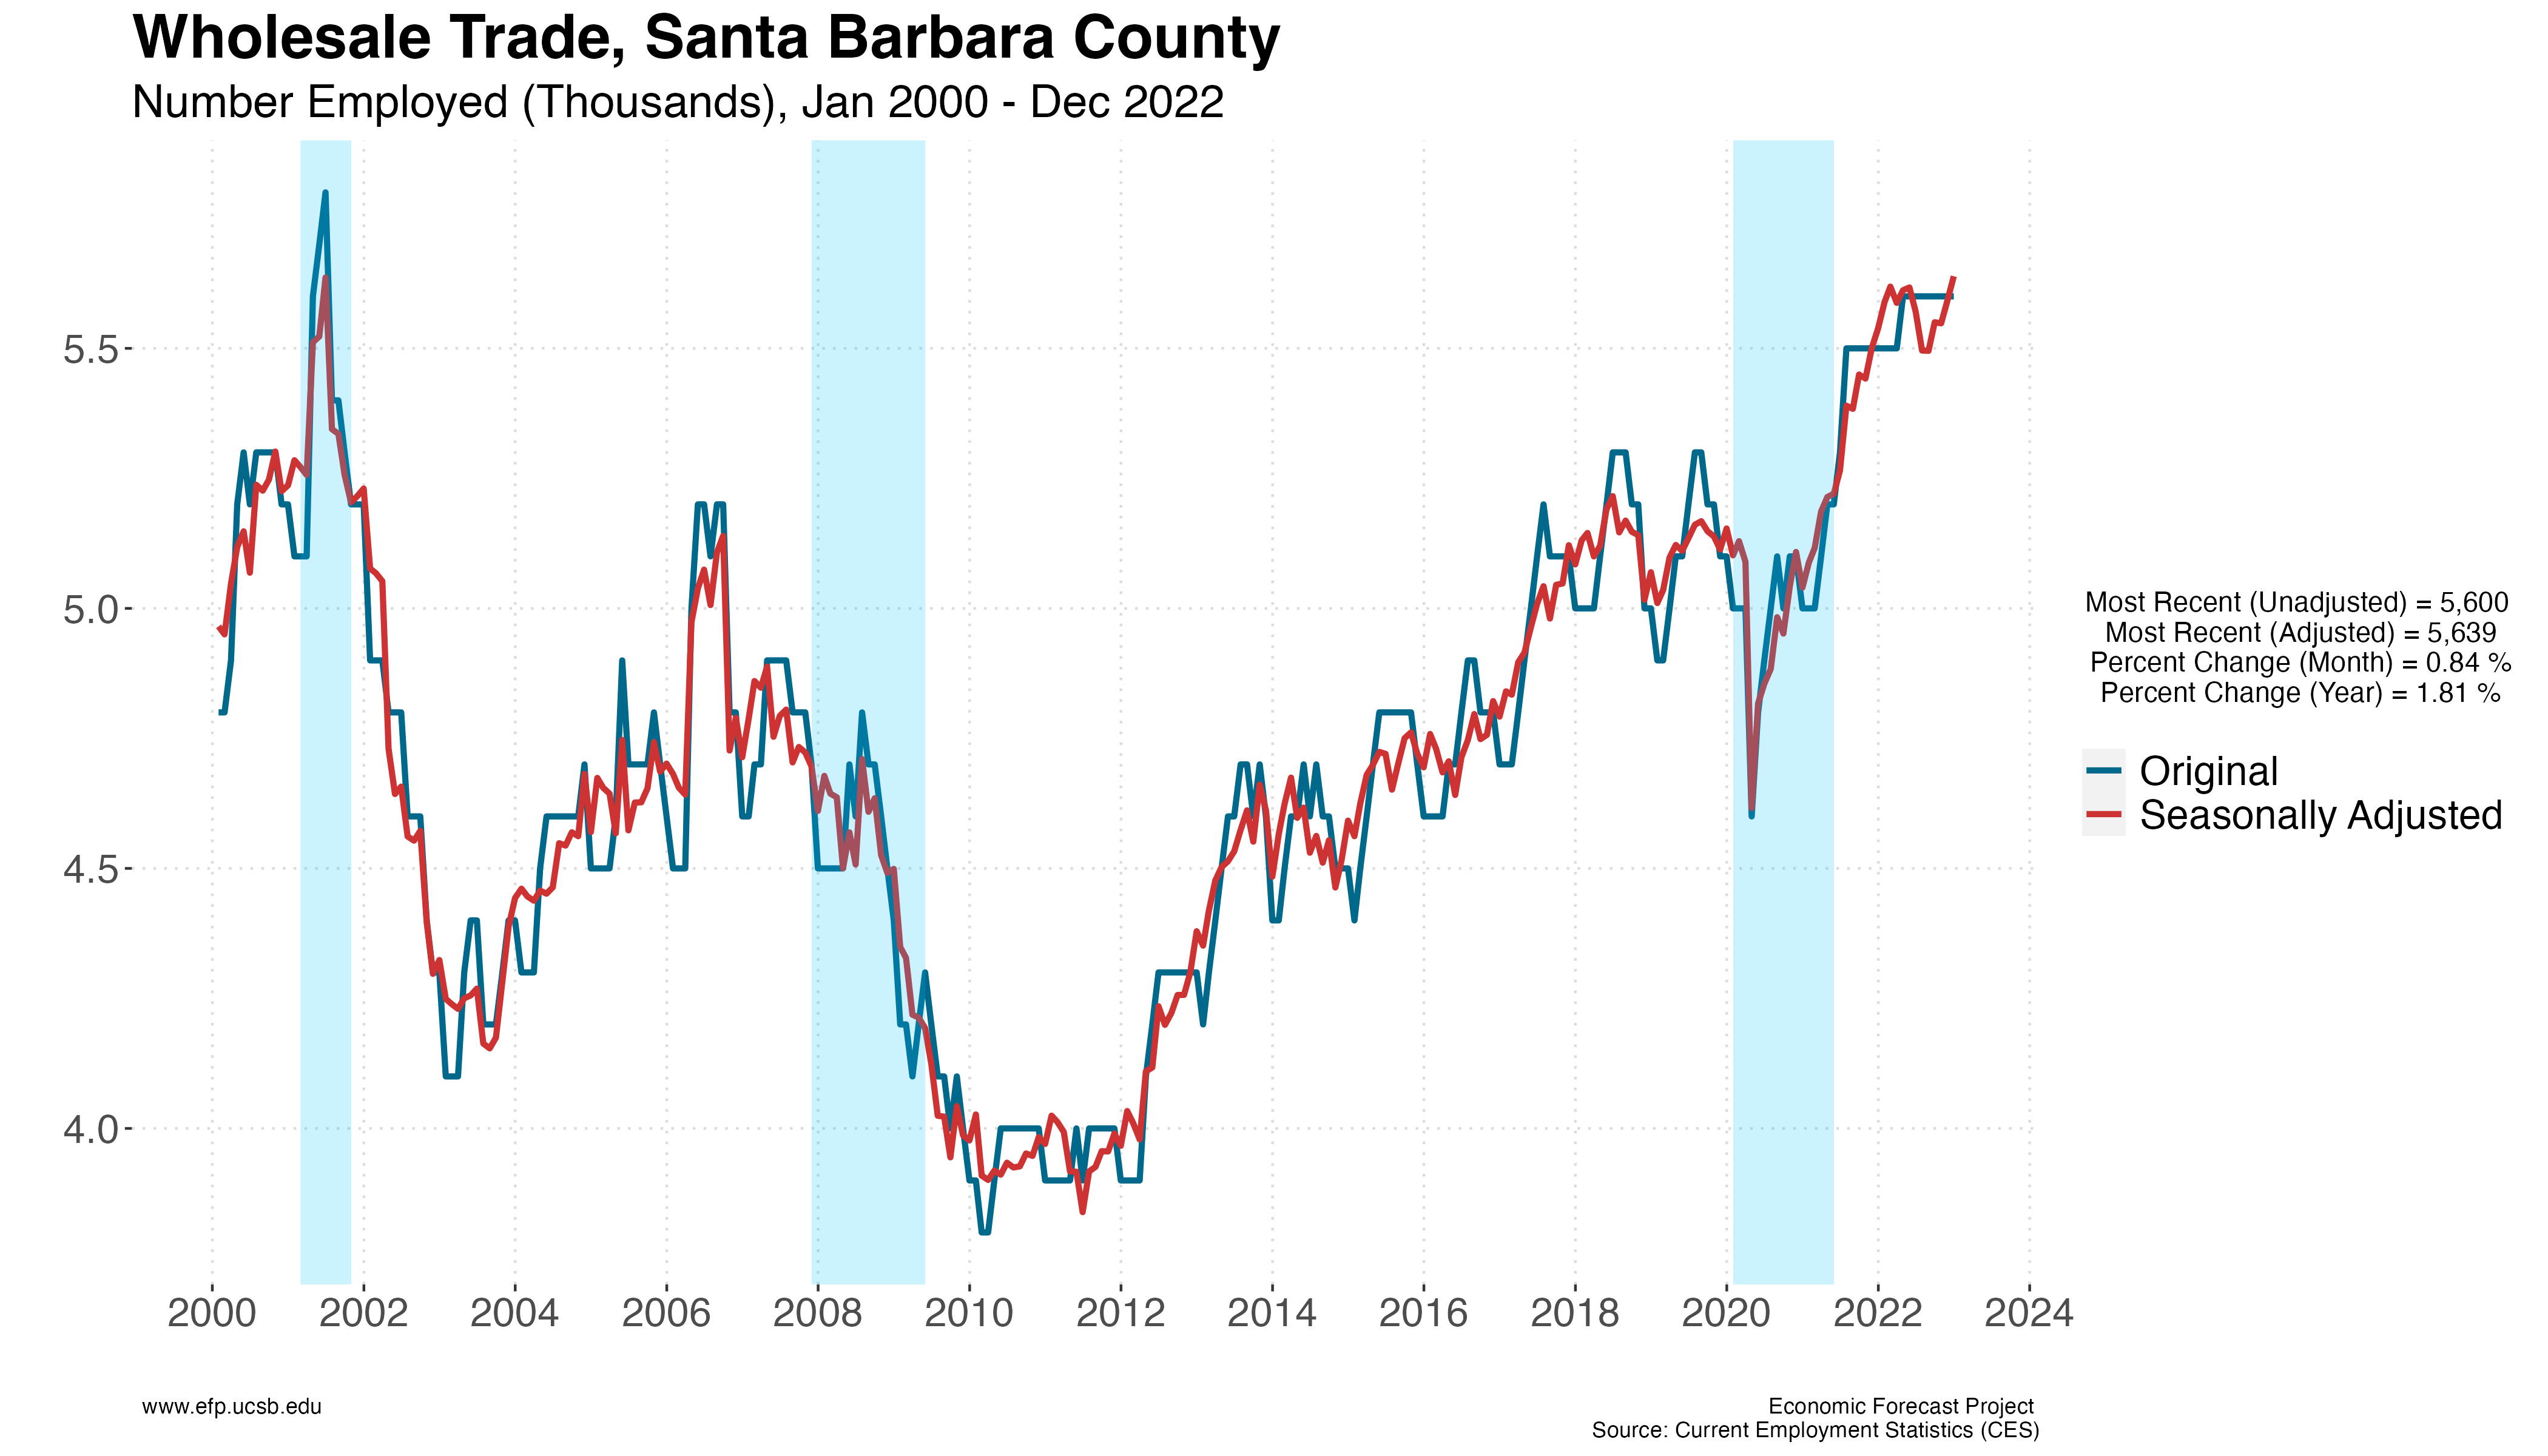 Wholesale Trade, Santa Barbara County
Number Employed (Thousands), Jan 2000 - Dec 2022
5.5
5.0
4.5
4.0
2000 2002 2004 2006 2008 2010 2012 2014 2016 2018 2020 2022 2024
Most Recent (Unadjusted) = 5,600
Most Recent (Adjusted) = 5,639
Percent Change (Month) = 0.84 %
Percent Change (Year) = 1.81 %
Original
Seasonally Adjusted
www.efp.ucsb.edu
Economic Forecast Project
Source: Current Employment Statistics (CES)